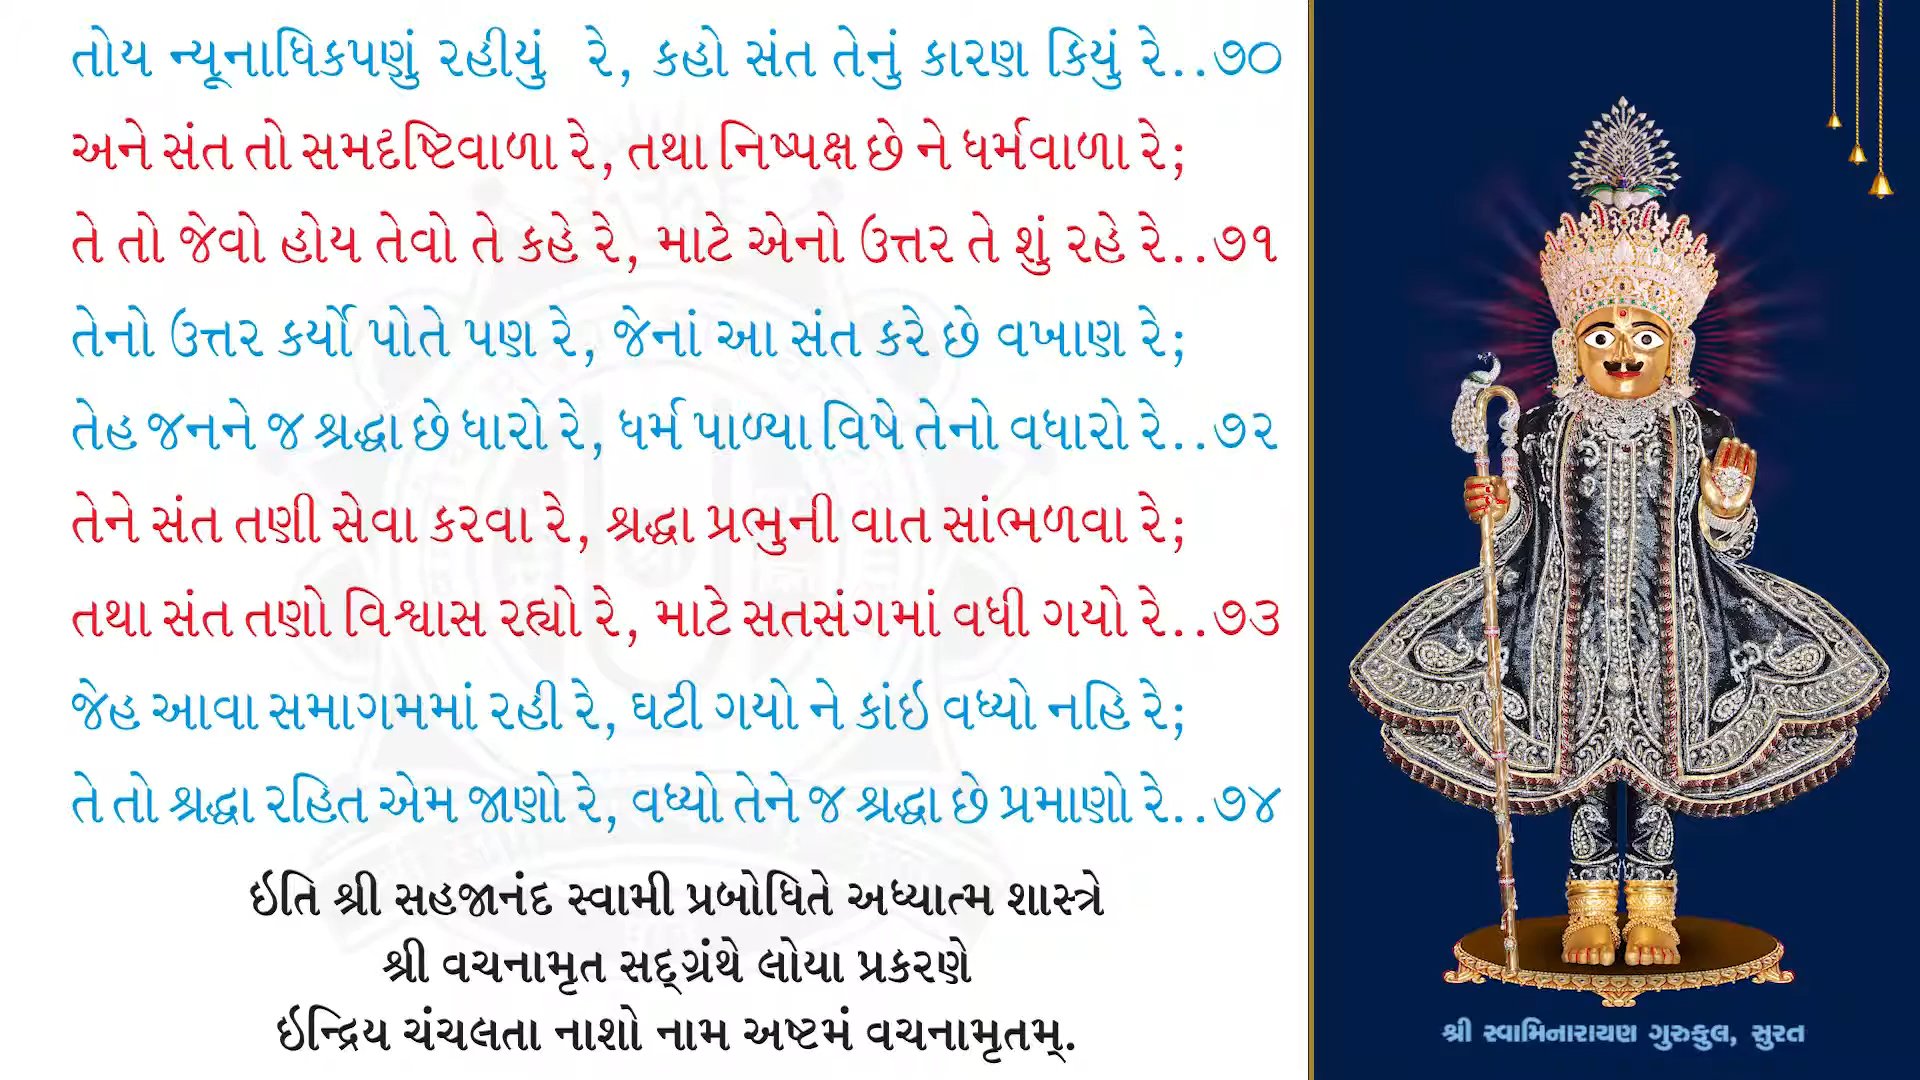 તોય ન્યૂનાધિકપણું રહીયું રે, કહો સંત તેનું કારણ કિયું રે..૭૦
અને સંત તો સમદૃષ્ટિવાળા રે, તથા નિષ્પક્ષ છે ને ધર્મવાળા રે;
તે તો જેવો હોય તેવો તે કહે રે, માટે એનો ઉત્તર તે શું રહે રે..૭૧
તેનો ઉત્તર કર્યો પોતે પણ રે, જેનાં આ સંત કરે છે વખાણ રે;
તેહ જનને જ શ્રદ્ધા છે ધારો રે, ધર્મ પાળ્યા વિષે તેનો વધારો રે..૭૨
તેને સંત તણી સેવા કરવા રે, શ્રદ્ધા પ્રભુની વાત સાંભળવા રે;
તથા સંત તણો વિશ્વાસ રહ્યો રે, માટે સતસંગમાં વધી ગયો રે..૭૩
જેહ આવા સમાગમમાં રહી રે, ઘટી ગયો ને કાંઇ વધ્યો નહિ રે;
તે તો શ્રદ્ધા રહિત એમ જાણો રે, વધ્યો તેને જ શ્રદ્ધા છે પ્રમાણો રે..૭૪
ઇતિ શ્રી સહજાનંદ સ્વામી પ્રબોધિતે અધ્યાત્મ શાસ્ત્રે
શ્રી વચનામૃત સદ્‌ગ્રંથે લોયા પ્રકરણે
ઇન્દ્રિય ચંચલતા નાશો નામ અષ્ટમં વચનામૃતમ્.
શ્રી સ્વામિનારાયણ ગુરુકુલ, સુરત